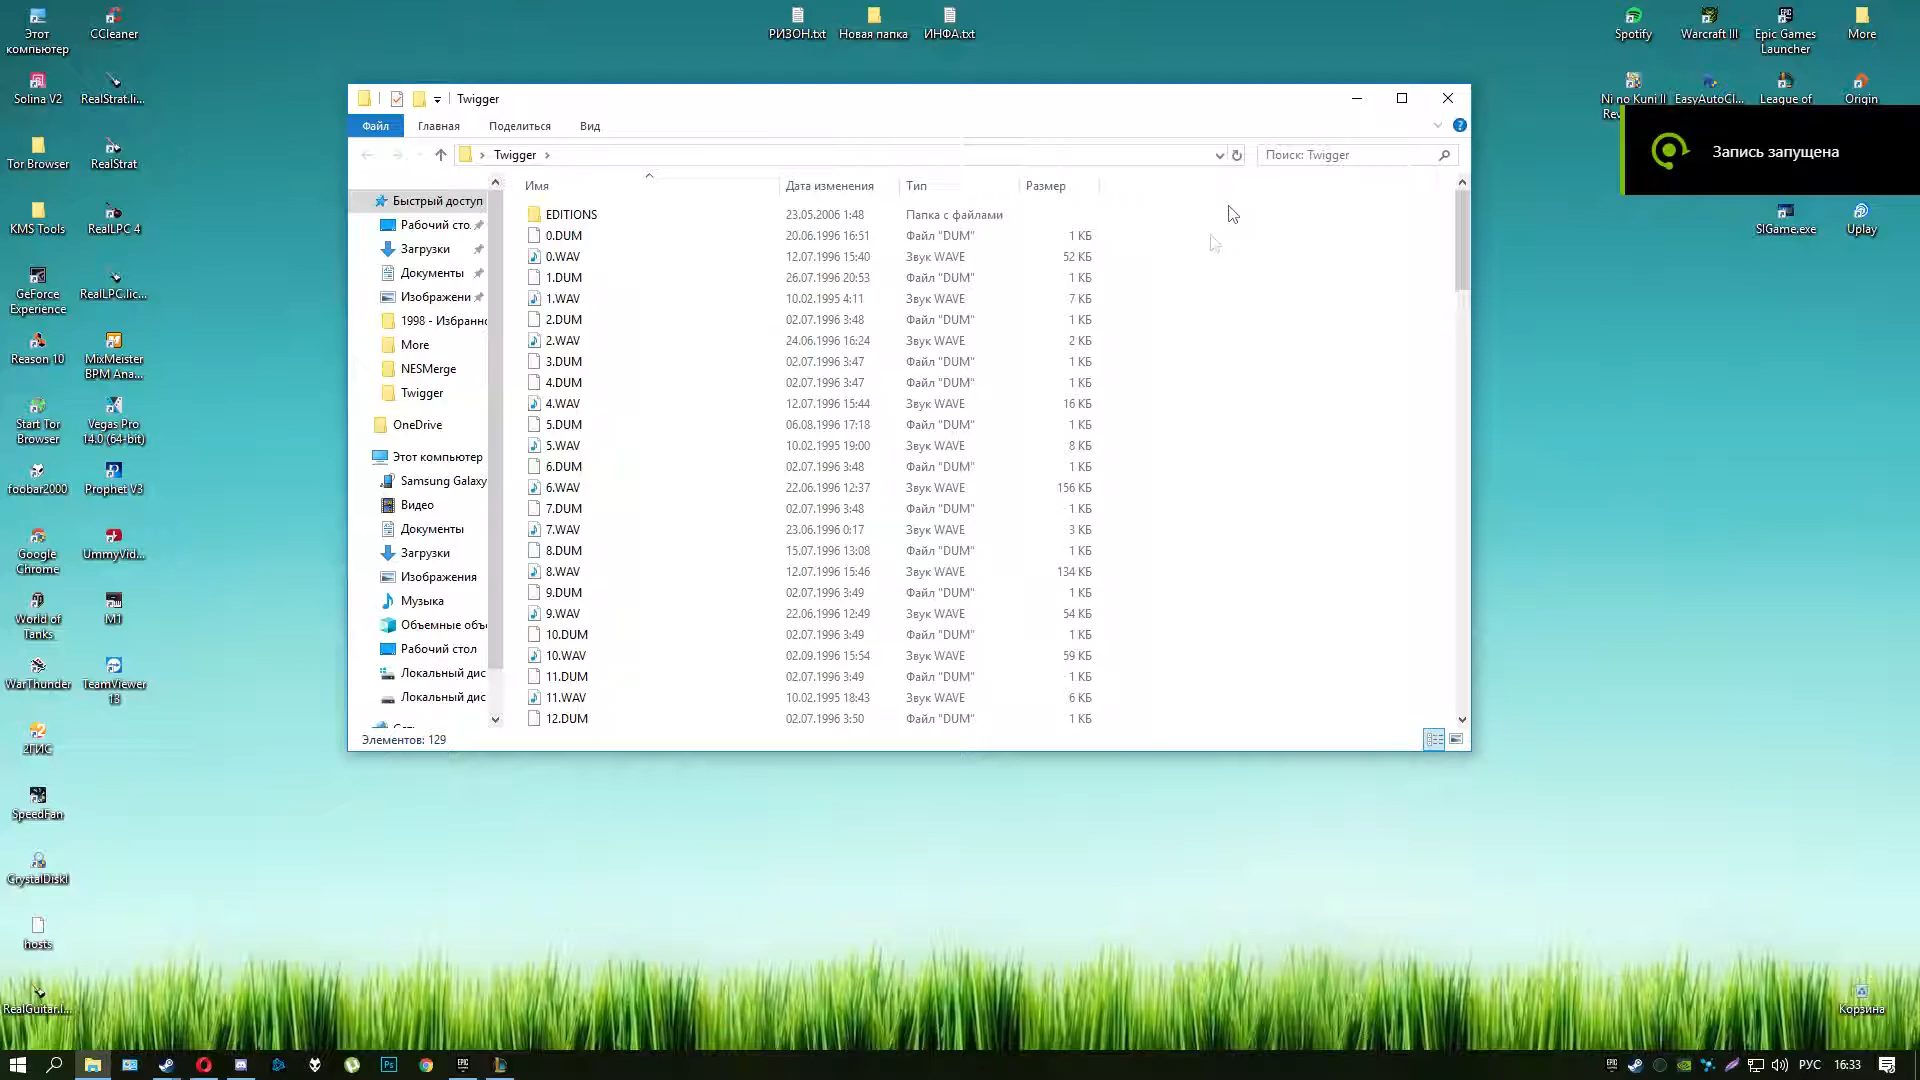 Этот
компьютер
CCleaner
Solina V2
RealStrat.li...
Tor Browser
RealStrat
KMS Tools
RealLPC 4
GeForce
Experience
RealLPC.lic...
Reason 10
MixMeister
BPM Ana...
Start Tor
Browser
Vegas Pro
14.0 (64-bit)
foobar2000
Prophet V3
Google
Chrome
UmmyVid...
World of
Tanks
M1
WarThunder
TeamViewer
13
2ГИС
SpeedFan
CrystalDiskI
hosts
RealGuitar.l...
РИЗОН.txt
Новая папка
ИНФА.txt
Spotify
Warcraft III
Epic Games
Launcher
More
Ni no Kuni II
EasyAutoCl...
League of
Origin
Запись запущена
SIGame.exe
Uplay
Корзина
Twigger
Файл
Главная
Поделиться
Вид
Twigger
Поиск: Twigger
Быстрый доступ
Рабочий сто.
Загрузки
Документы
Изображени
1998 - Избранно
More
NESMerge
Twigger
OneDrive
Этот компьютер
Samsung Galaxy
Видео
Документы
Загрузки
Изображения
Музыка
Объемные объ
Рабочий стол
Локальный дис
Локальный дис
Имя Дата изменения Тип Размер
EDITIONS 23.05.2006 1:48 Папка с файлами
0.DUM 20.06.1996 16:51 Файл "DUM" 1 КБ
0.WAV 12.07.1996 15:40 Звук WAVE 52 КБ
1.DUM 26.07.1996 20:53 Файл "DUM" 1 КБ
1.WAV 10.02.1995 4:11 Звук WAVE 7 КБ
2.DUM 02.07.1996 3:48 Файл "DUM" 1 КБ
2.WAV 24.06.1996 16:24 Звук WAVE 2 КБ
3.DUM 02.07.1996 3:47 Файл "DUM" 1 КБ
4.DUM 02.07.1996 3:47 Файл "DUM" 1 КБ
4.WAV 12.07.1996 15:44 Звук WAVE 16 КБ
5.DUM 06.08.1996 17:18 Файл "DUM" 1 КБ
5.WAV 10.02.1995 19:00 Звук WAVE 8 КБ
6.DUM 02.07.1996 3:48 Файл "DUM" 1 КБ
6.WAV 22.06.1996 12:37 Звук WAVE 156 КБ
7.DUM 02.07.1996 3:48 Файл "DUM" 1 КБ
7.WAV 23.06.1996 0:17 Звук WAVE 3 КБ
8.DUM 15.07.1996 13:08 Файл "DUM" 1 КБ
8.WAV 12.07.1996 15:46 Звук WAVE 134 КБ
9.DUM 02.07.1996 3:49 Файл "DUM" 1 КБ
9.WAV 22.06.1996 12:49 Звук WAVE 54 КБ
10.DUM 02.07.1996 3:49 Файл "DUM" 1 КБ
10.WAV 02.09.1996 15:54 Звук WAVE 59 КБ
11.DUM 02.07.1996 3:49 Файл "DUM" 1 КБ
11.WAV 10.02.1995 18:43 Звук WAVE 6 КБ
12.DUM 02.07.1996 3:50 Файл "DUM" 1 КБ
Элементов: 129
РУС
16:33